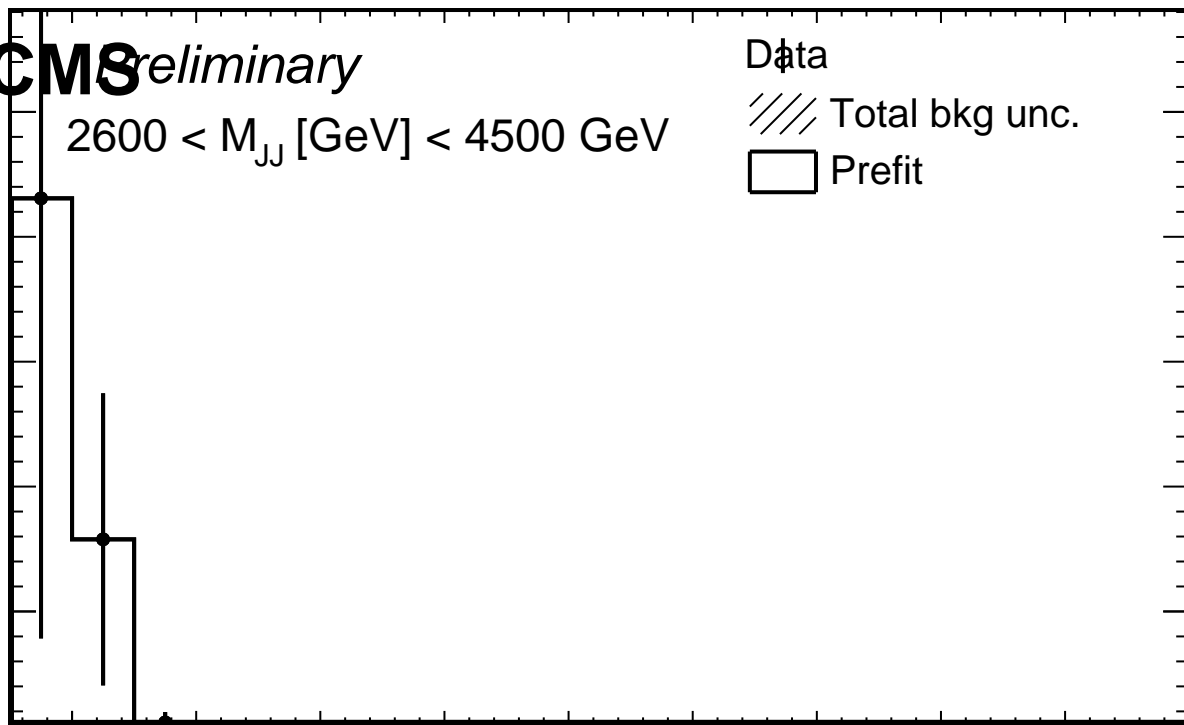 CMS Preliminary
2600 < M_JJ [GeV] < 4500 GeV
Data
Total bkg unc.
Prefit